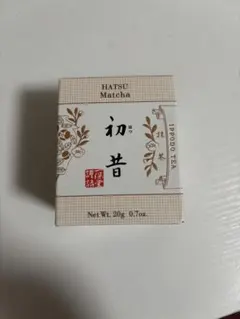 HATSU
Matcha
初昔
抹茶
IPPODO TEA
Net Wt. 20g 0.7oz.